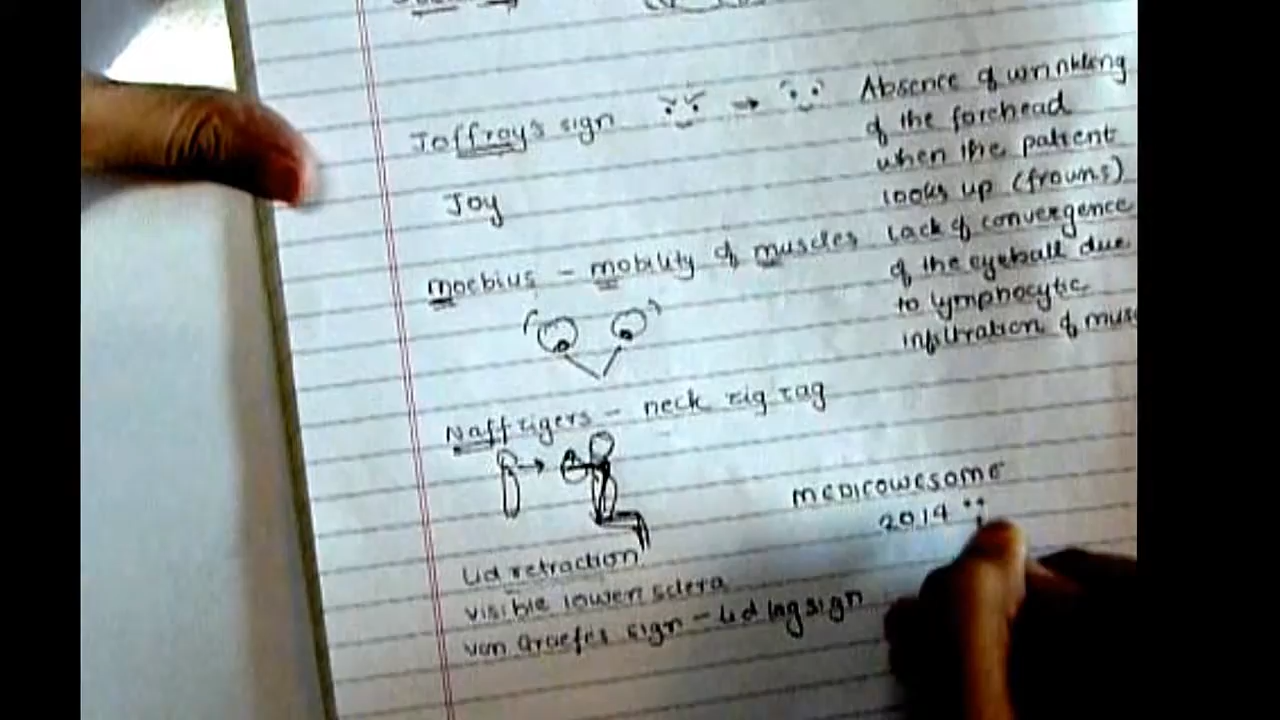 Joffroy's sign
Absence of wrinkling
of the forehead
when the patient
looks up (frowns)
Joy
moebius - mobility of muscles
Lack of convergence
of the eyeball due
to lymphocytic
infiltration of musc
Naffzigers - neck zig zag
MEDICOWESOME
2014
Lid retraction
visible lower sclera
von Graefe's sign - Lid lag sign